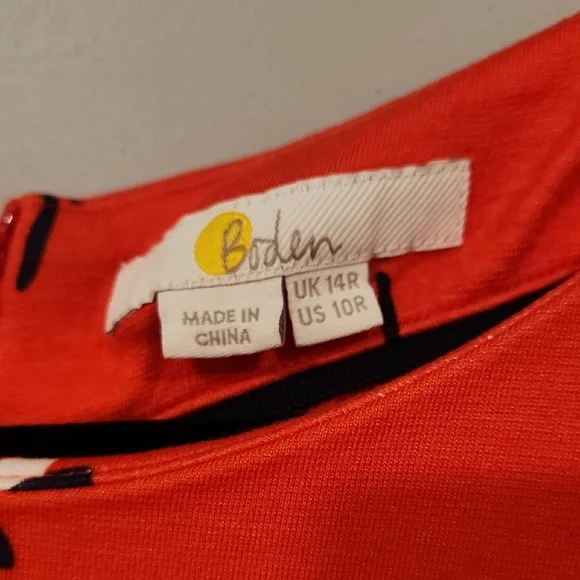 Boden
MADE IN
CHINA
UK 14R
US 10R